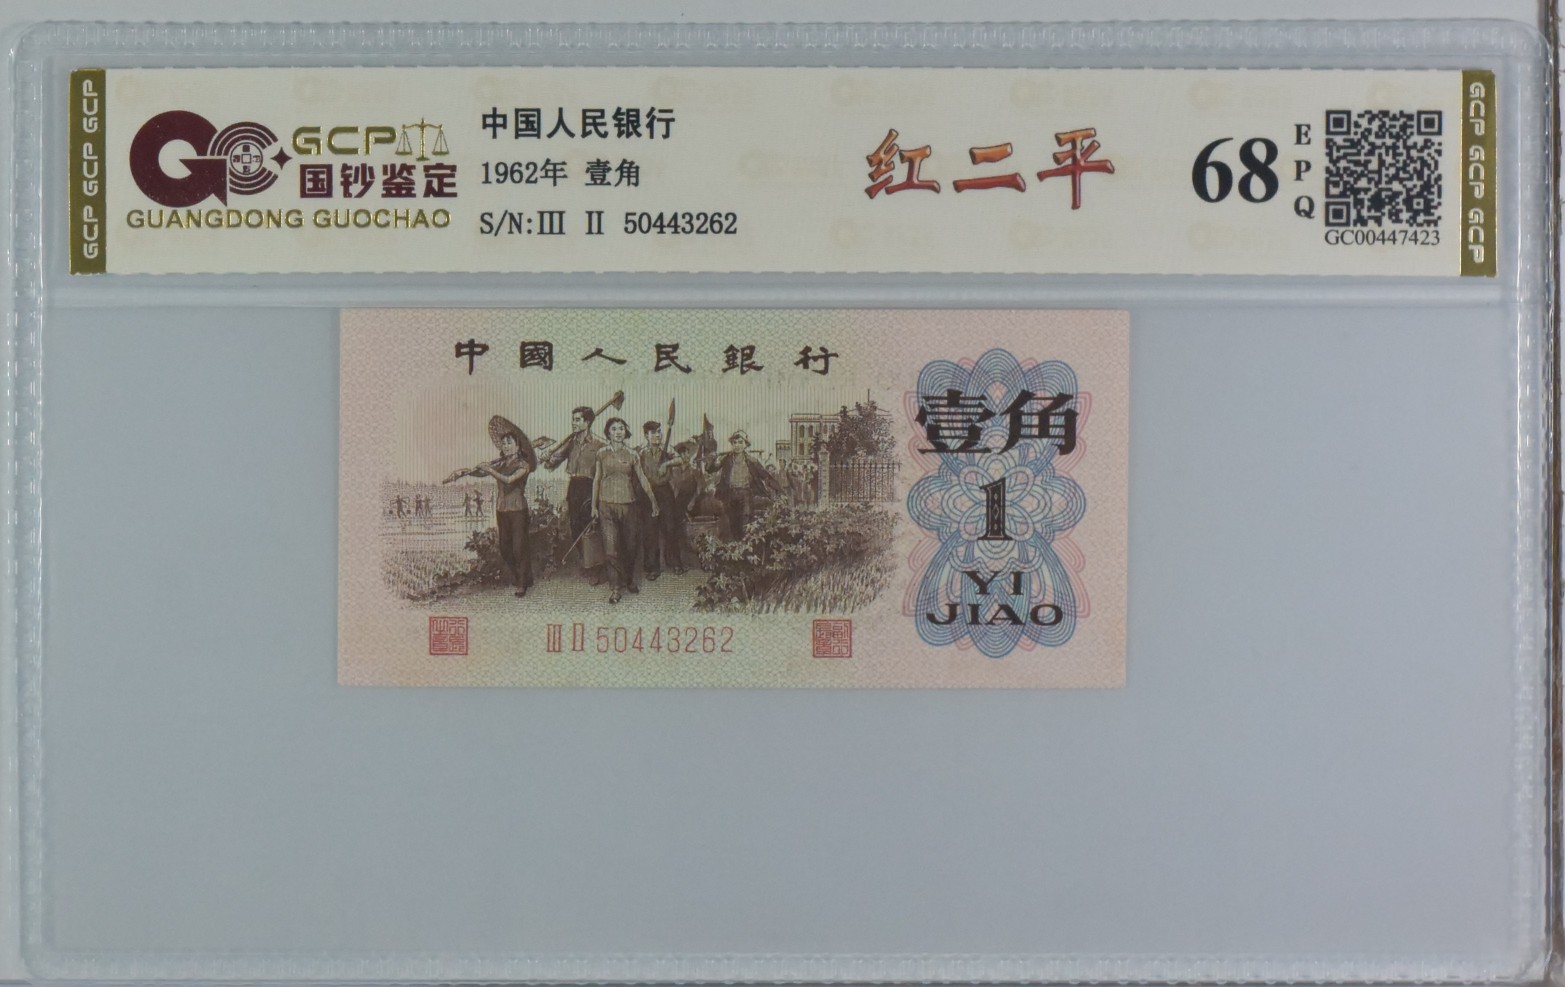 GCP GCP GCP
GCP
国钞鉴定
GUANGDONG GUOCHAO
中国人民银行
1962年 壹角
S/N:Ⅲ Ⅱ 50443262
红二平
68
EPQ
GC00447423
GCP GCP GCP
中國人民銀行
壹角
1
YI
JIAO
ⅢⅡ 50443262